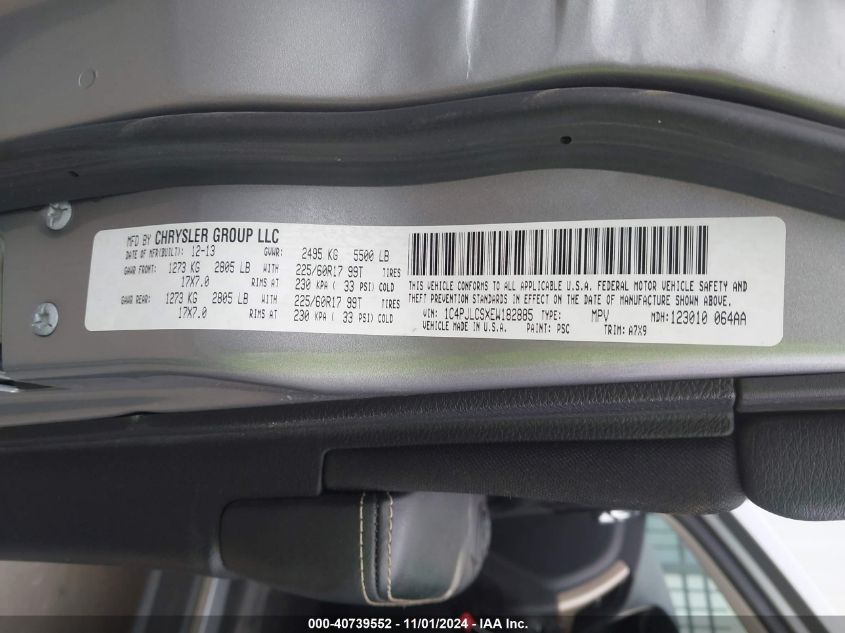 MFD BY CHRYSLER GROUP LLC
DATE OF MFR(BUILT): 12-13 GVWR: 2495 KG 5500 LB
GAWR FRONT: 1273 KG 2805 LB WITH 225/60R17 99T TIRES
17X7.0 RIMS AT 230 KPA ( 33 PSI) COLD
GAWR REAR: 1273 KG 2805 LB WITH 225/60R17 99T TIRES
17X7.0 RIMS AT 230 KPA ( 33 PSI) COLD
THIS VEHICLE CONFORMS TO ALL APPLICABLE U.S.A. FEDERAL MOTOR VEHICLE SAFETY AND
THEFT PREVENTION STANDARDS IN EFFECT ON THE DATE OF MANUFACTURE SHOWN ABOVE.
VIN: 1C4PJLCSXEW182885 TYPE: MPV MDH: 123010 064AA
VEHICLE MADE IN U.S.A. PAINT: PSC TRIM: A7X9
000-40739552 - 11/01/2024 - IAA Inc.